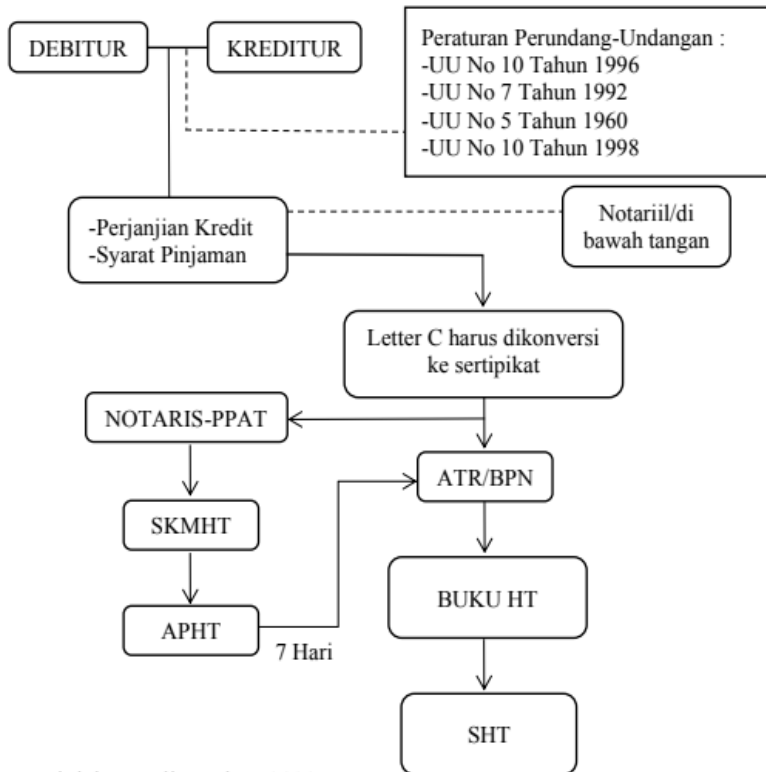 DEBITUR
KREDITUR
Peraturan Perundang-Undangan :
-UU No 10 Tahun 1996
-UU No 7 Tahun 1992
-UU No 5 Tahun 1960
-UU No 10 Tahun 1998
-Perjanjian Kredit
-Syarat Pinjaman
Notariil/di
bawah tangan
Letter C harus dikonversi
ke sertipikat
NOTARIS-PPAT
ATR/BPN
SKMHT
APHT
7 Hari
BUKU HT
SHT